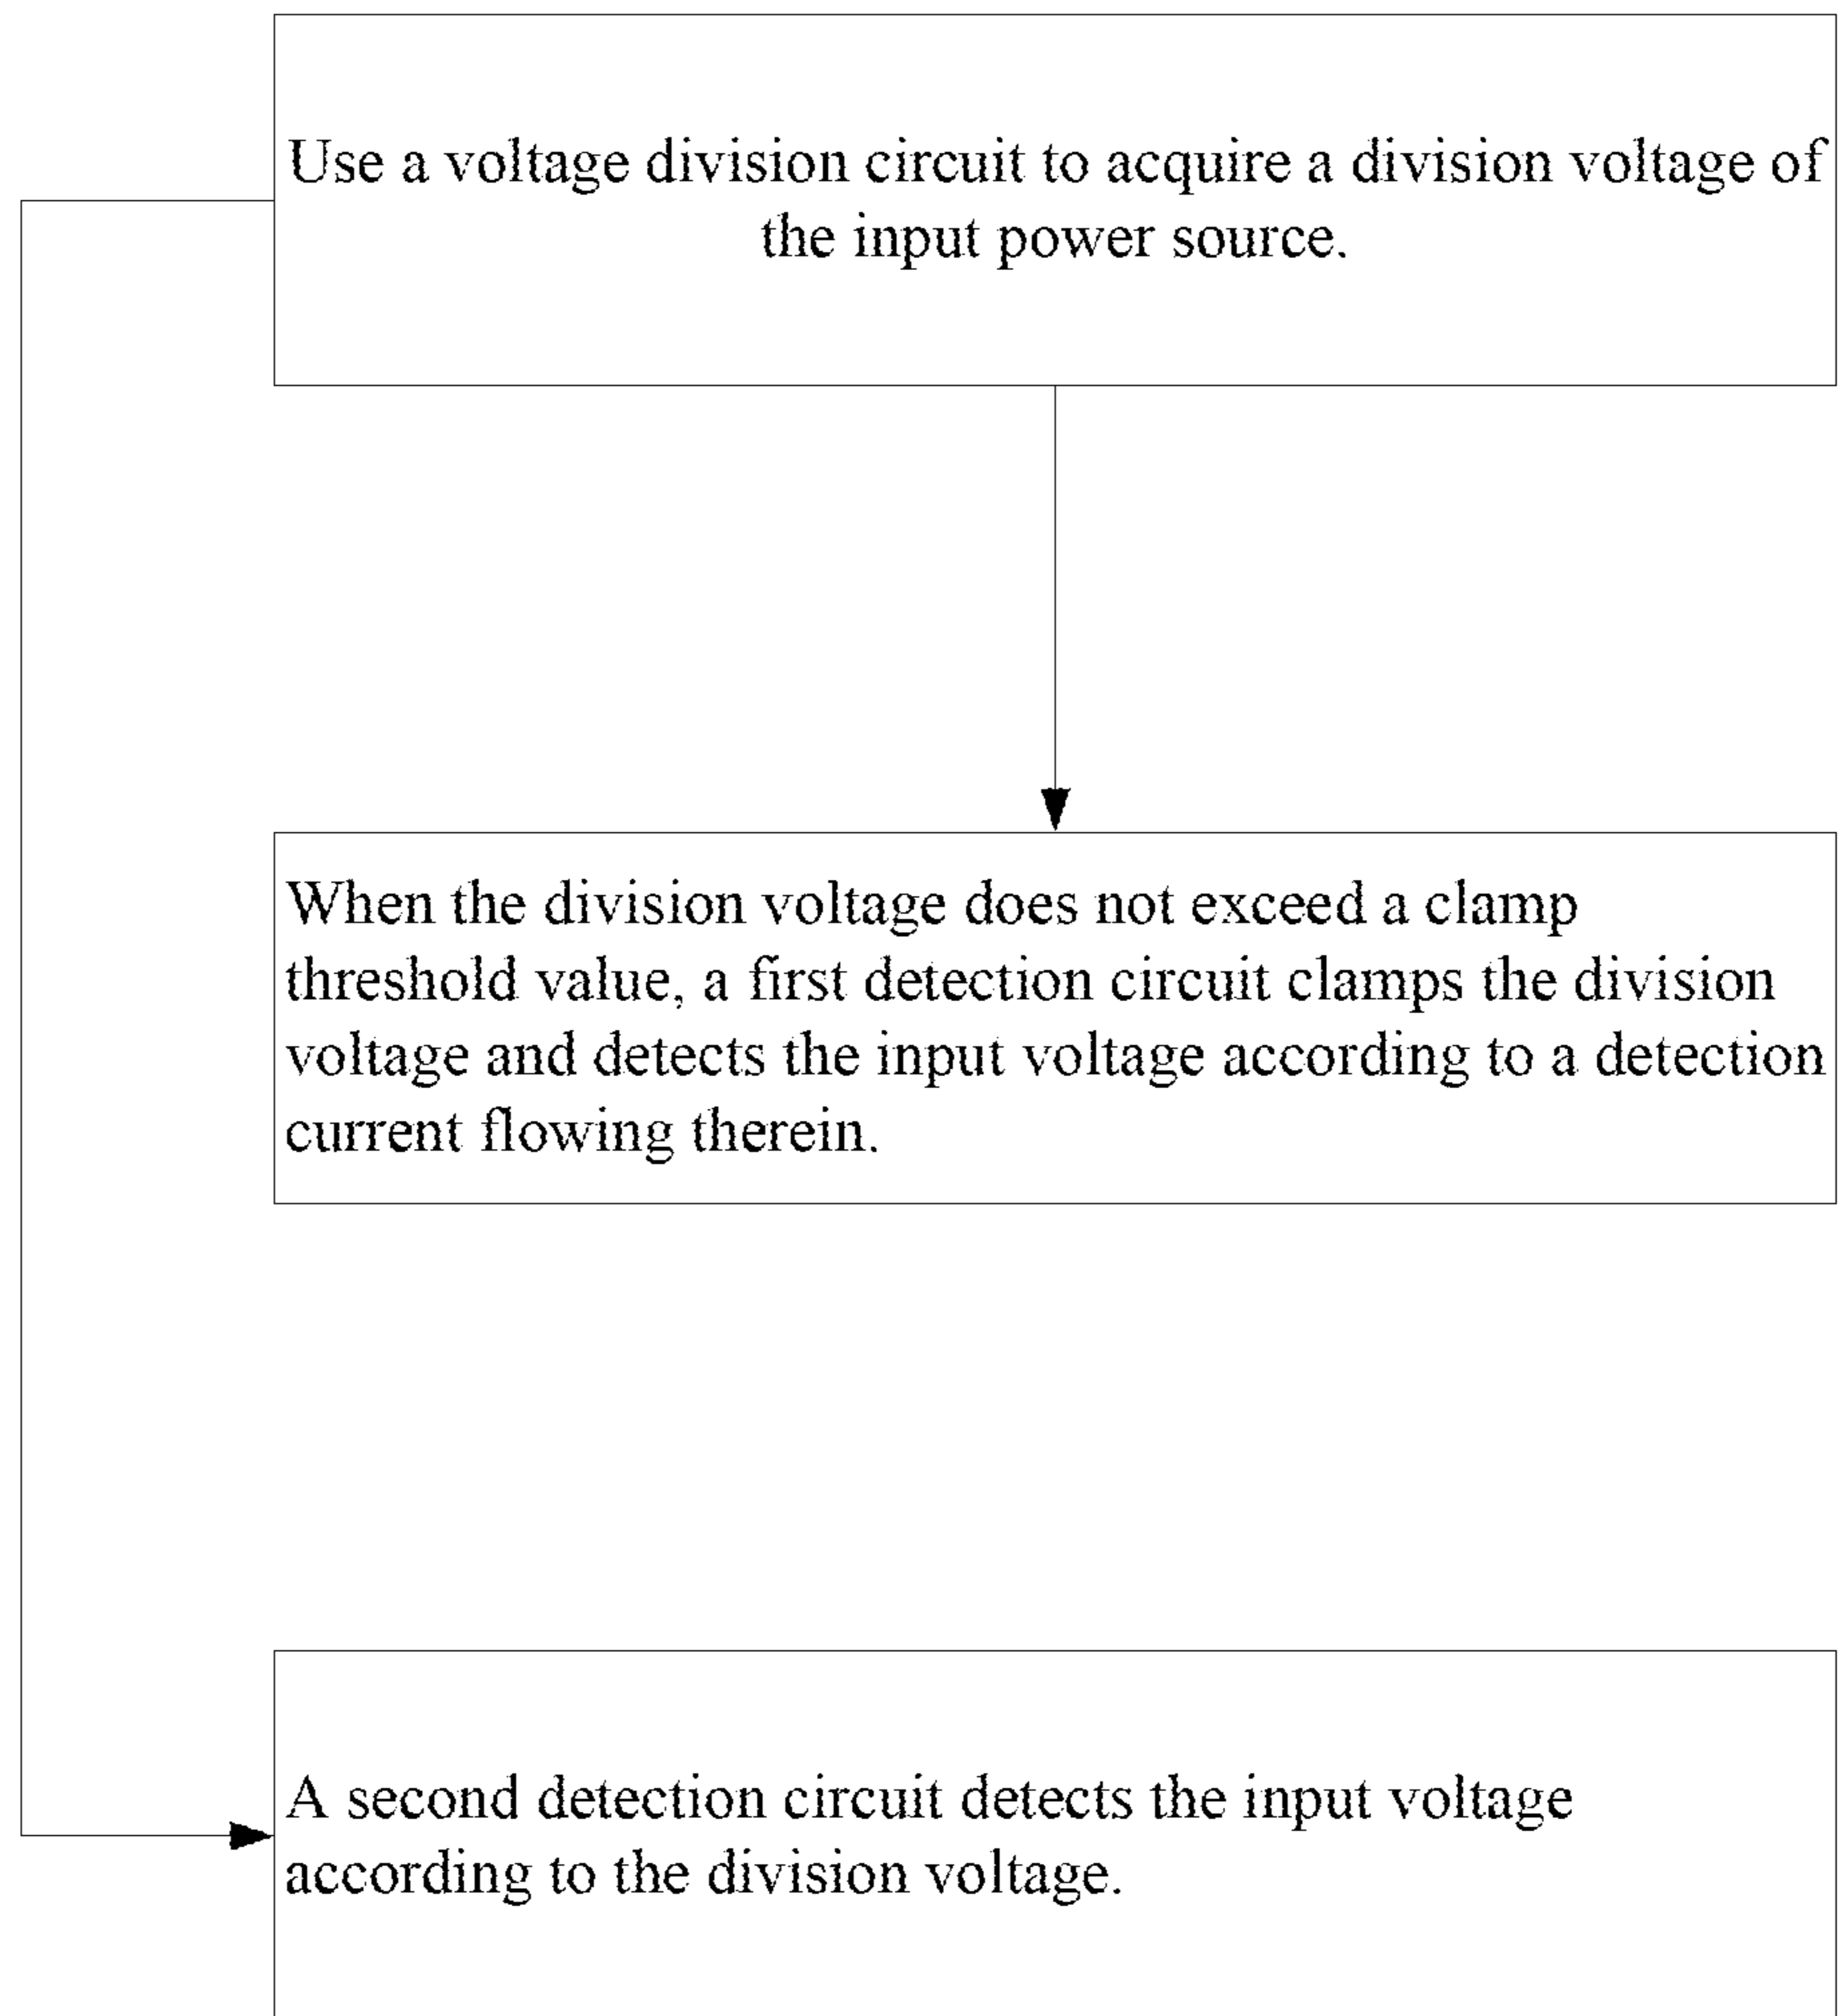 Use a voltage division circuit to acquire a division voltage of
the input power source.
When the division voltage does not exceed a clamp
threshold value, a first detection circuit clamps the division
voltage and detects the input voltage according to a detection
current flowing therein.
A second detection circuit detects the input voltage
according to the division voltage.